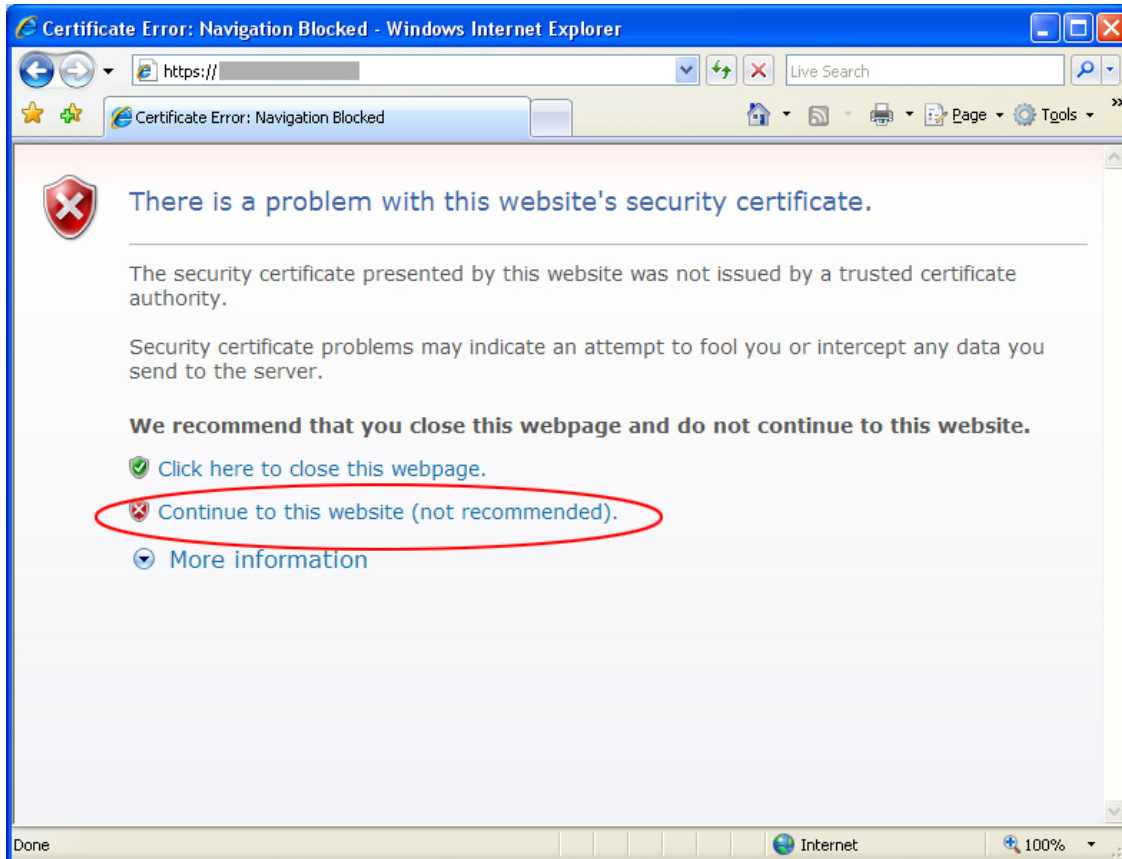 Certificate Error: Navigation Blocked - Windows Internet Explorer
https://
Live Search
Certificate Error: Navigation Blocked
Page
Tools
There is a problem with this website's security certificate.
The security certificate presented by this website was not issued by a trusted certificate
authority.
Security certificate problems may indicate an attempt to fool you or intercept any data you
send to the server.
We recommend that you close this webpage and do not continue to this website.
Click here to close this webpage.
Continue to this website (not recommended).
More information
Done
Internet
100%